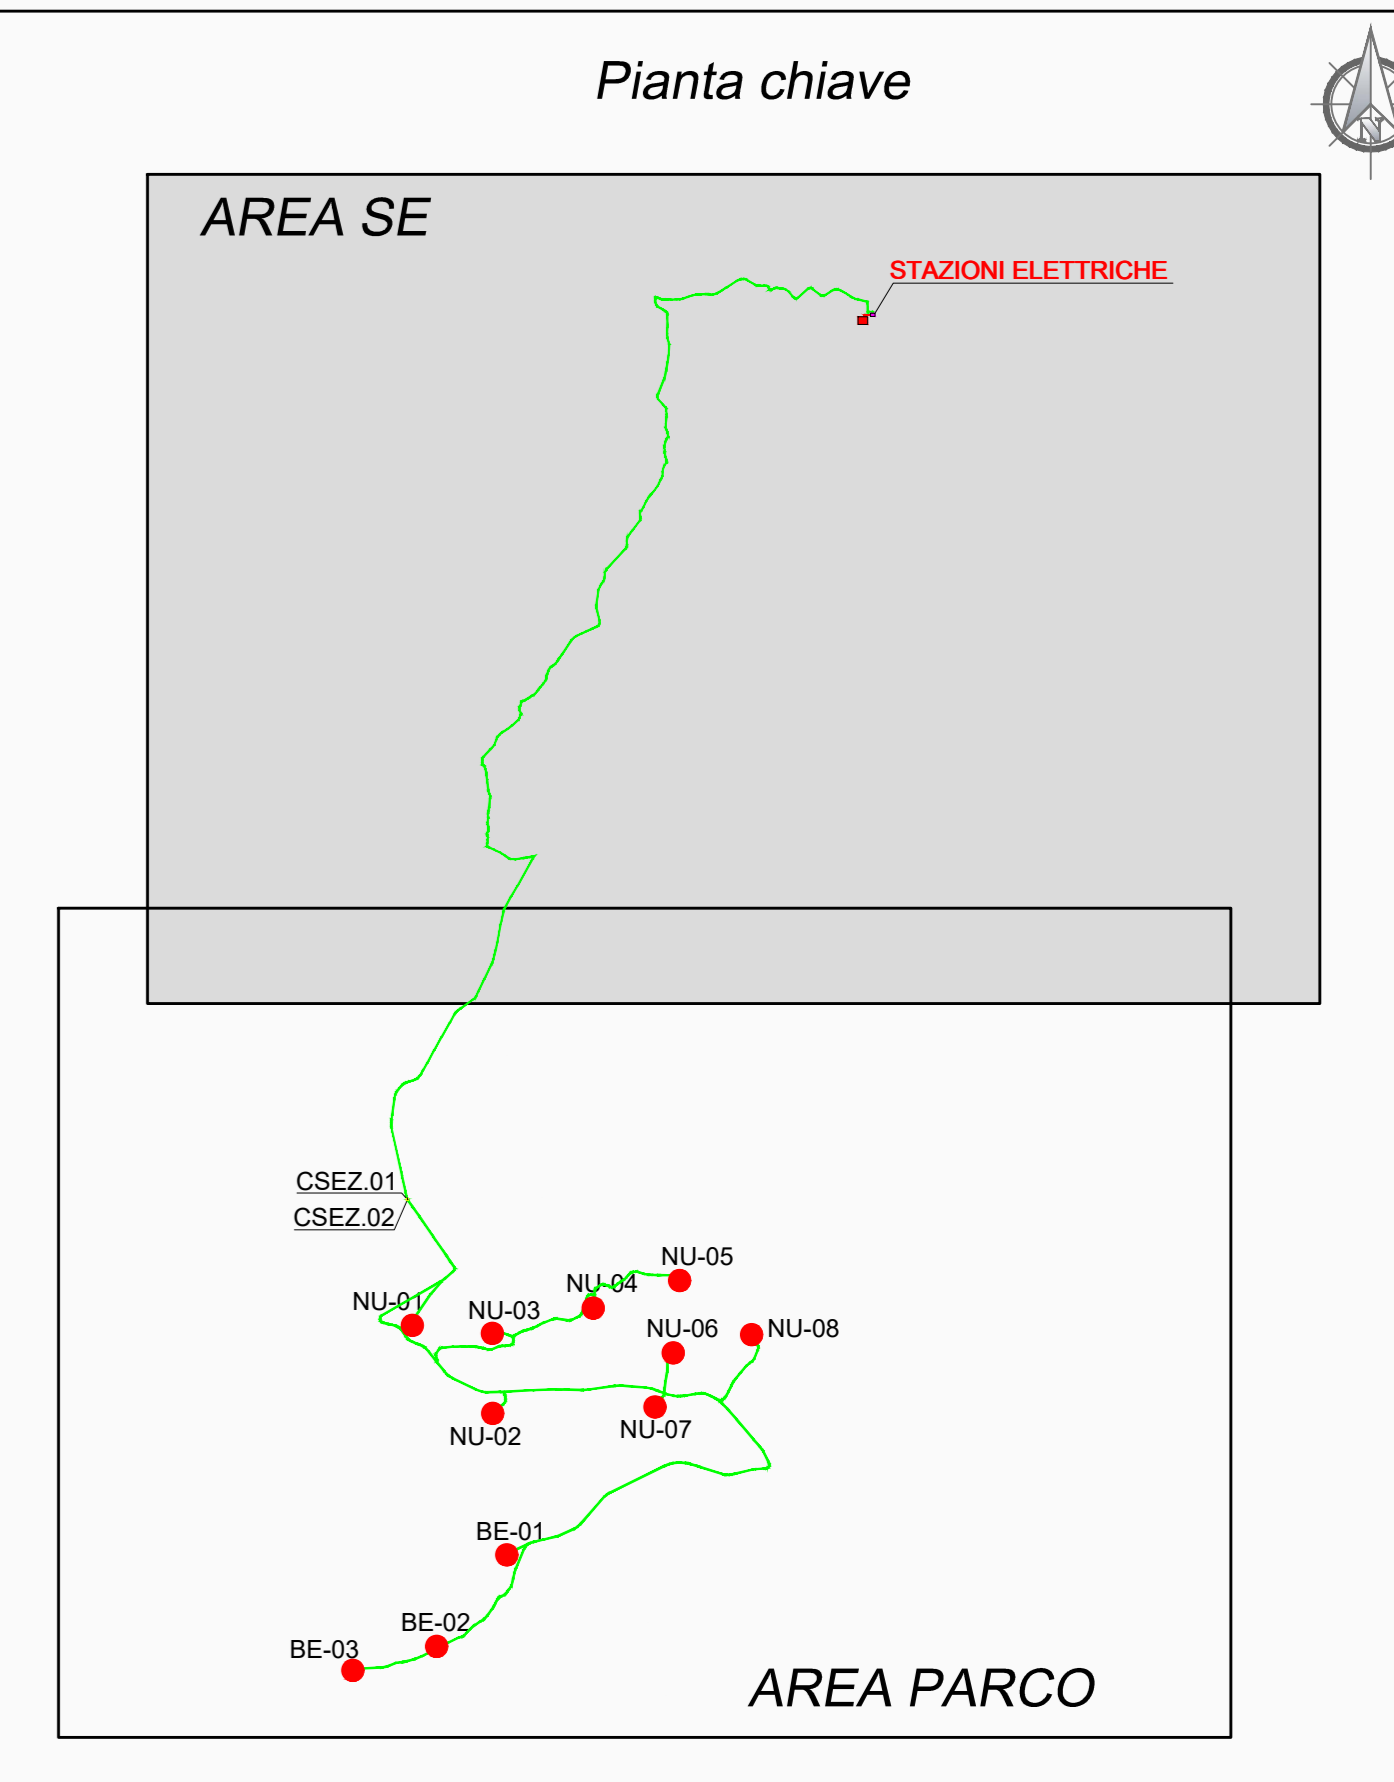 Pianta chiave
N
AREA SE
STAZIONI ELETTRICHE
CSEZ.01
CSEZ.02
NU-05
NU-04
NU-01
NU-03
NU-06
NU-08
NU-02
NU-07
BE-01
BE-02
BE-03
AREA PARCO